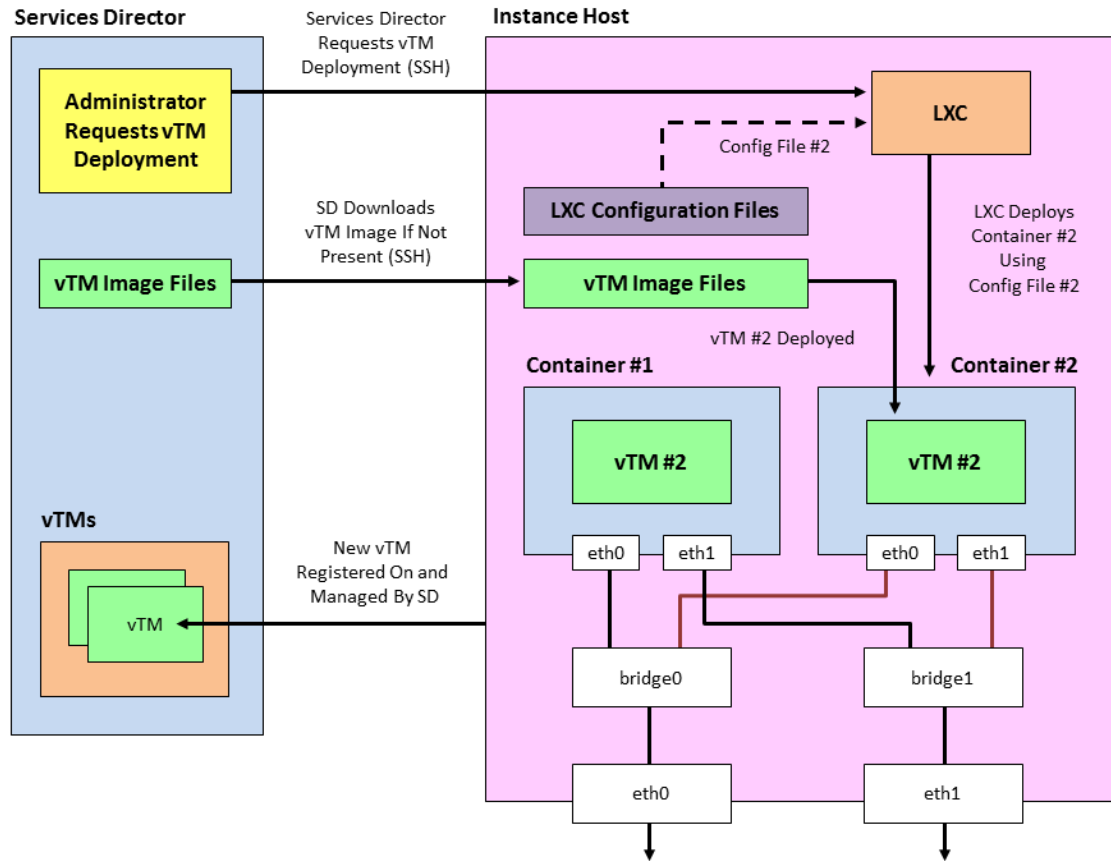 Services Director
Instance Host
Services Director
Requests vTM
Deployment (SSH)
Administrator
Requests vTM
Deployment
LXC
Config File #2
LXC Configuration Files
SD Downloads
vTM Image If Not
Present (SSH)
LXC Deploys
Container #2
Using
Config File #2
vTM Image Files
vTM Image Files
vTM #2 Deployed
Container #1
Container #2
vTM #2
vTM #2
eth0
eth1
eth0
eth1
vTMs
New vTM
Registered On and
Managed By SD
vTM
bridge0
bridge1
eth0
eth1